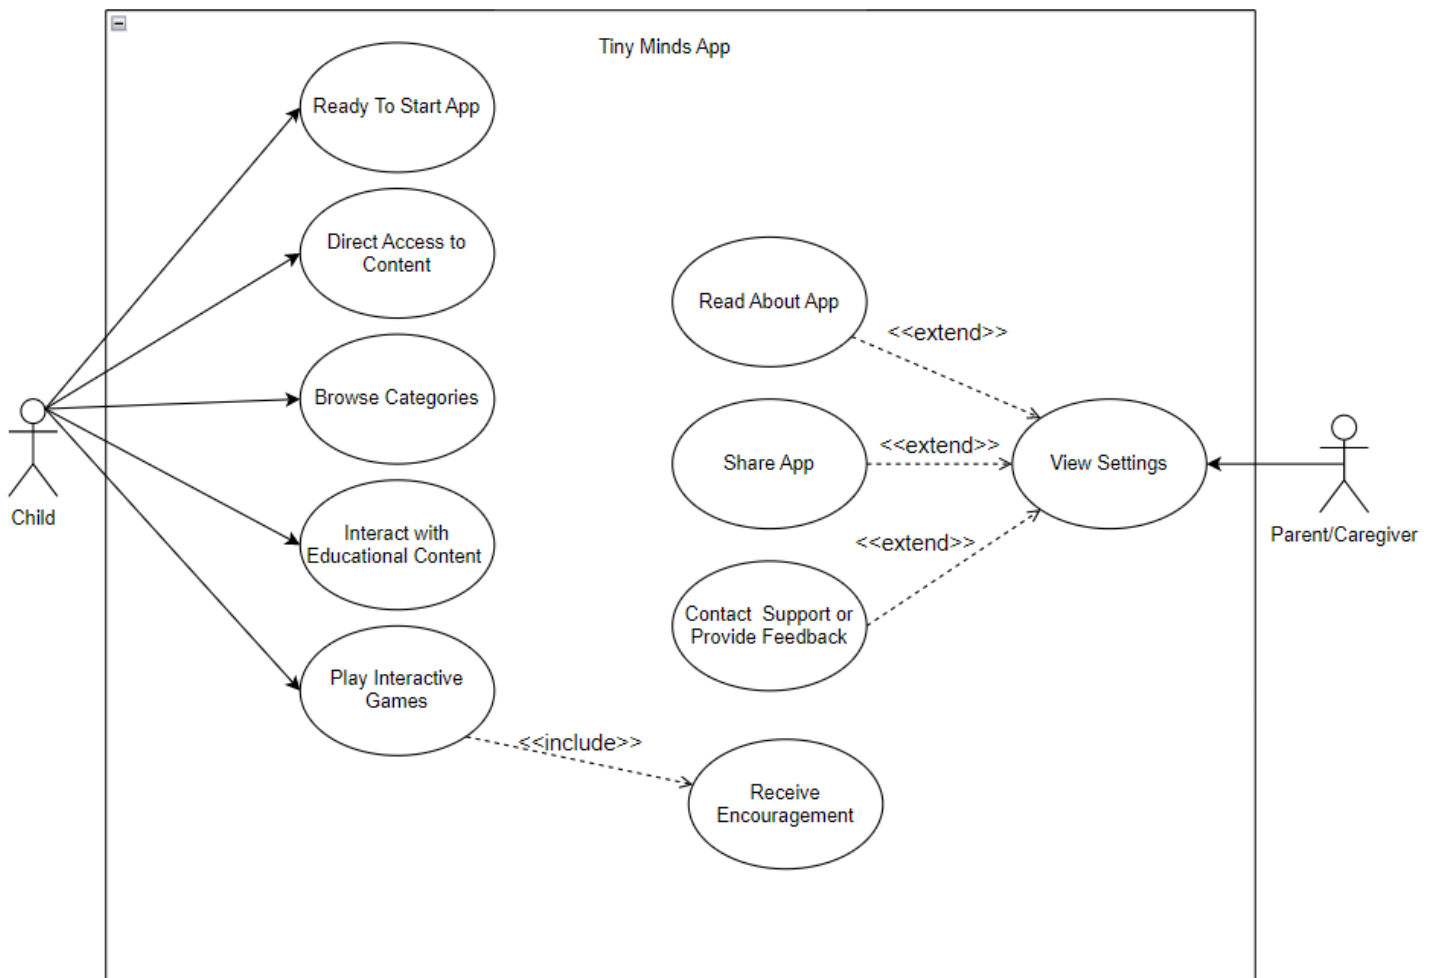 Tiny Minds App
Ready To Start App
Direct Access to
Content
Browse Categories
Interact with
Educational Content
Play Interactive
Games
Child
Read About App
<<extend>>
Share App
<<extend>>
View Settings
<<extend>>
Contact  Support or
Provide Feedback
<<include>>
Receive
Encouragement
Parent/Caregiver